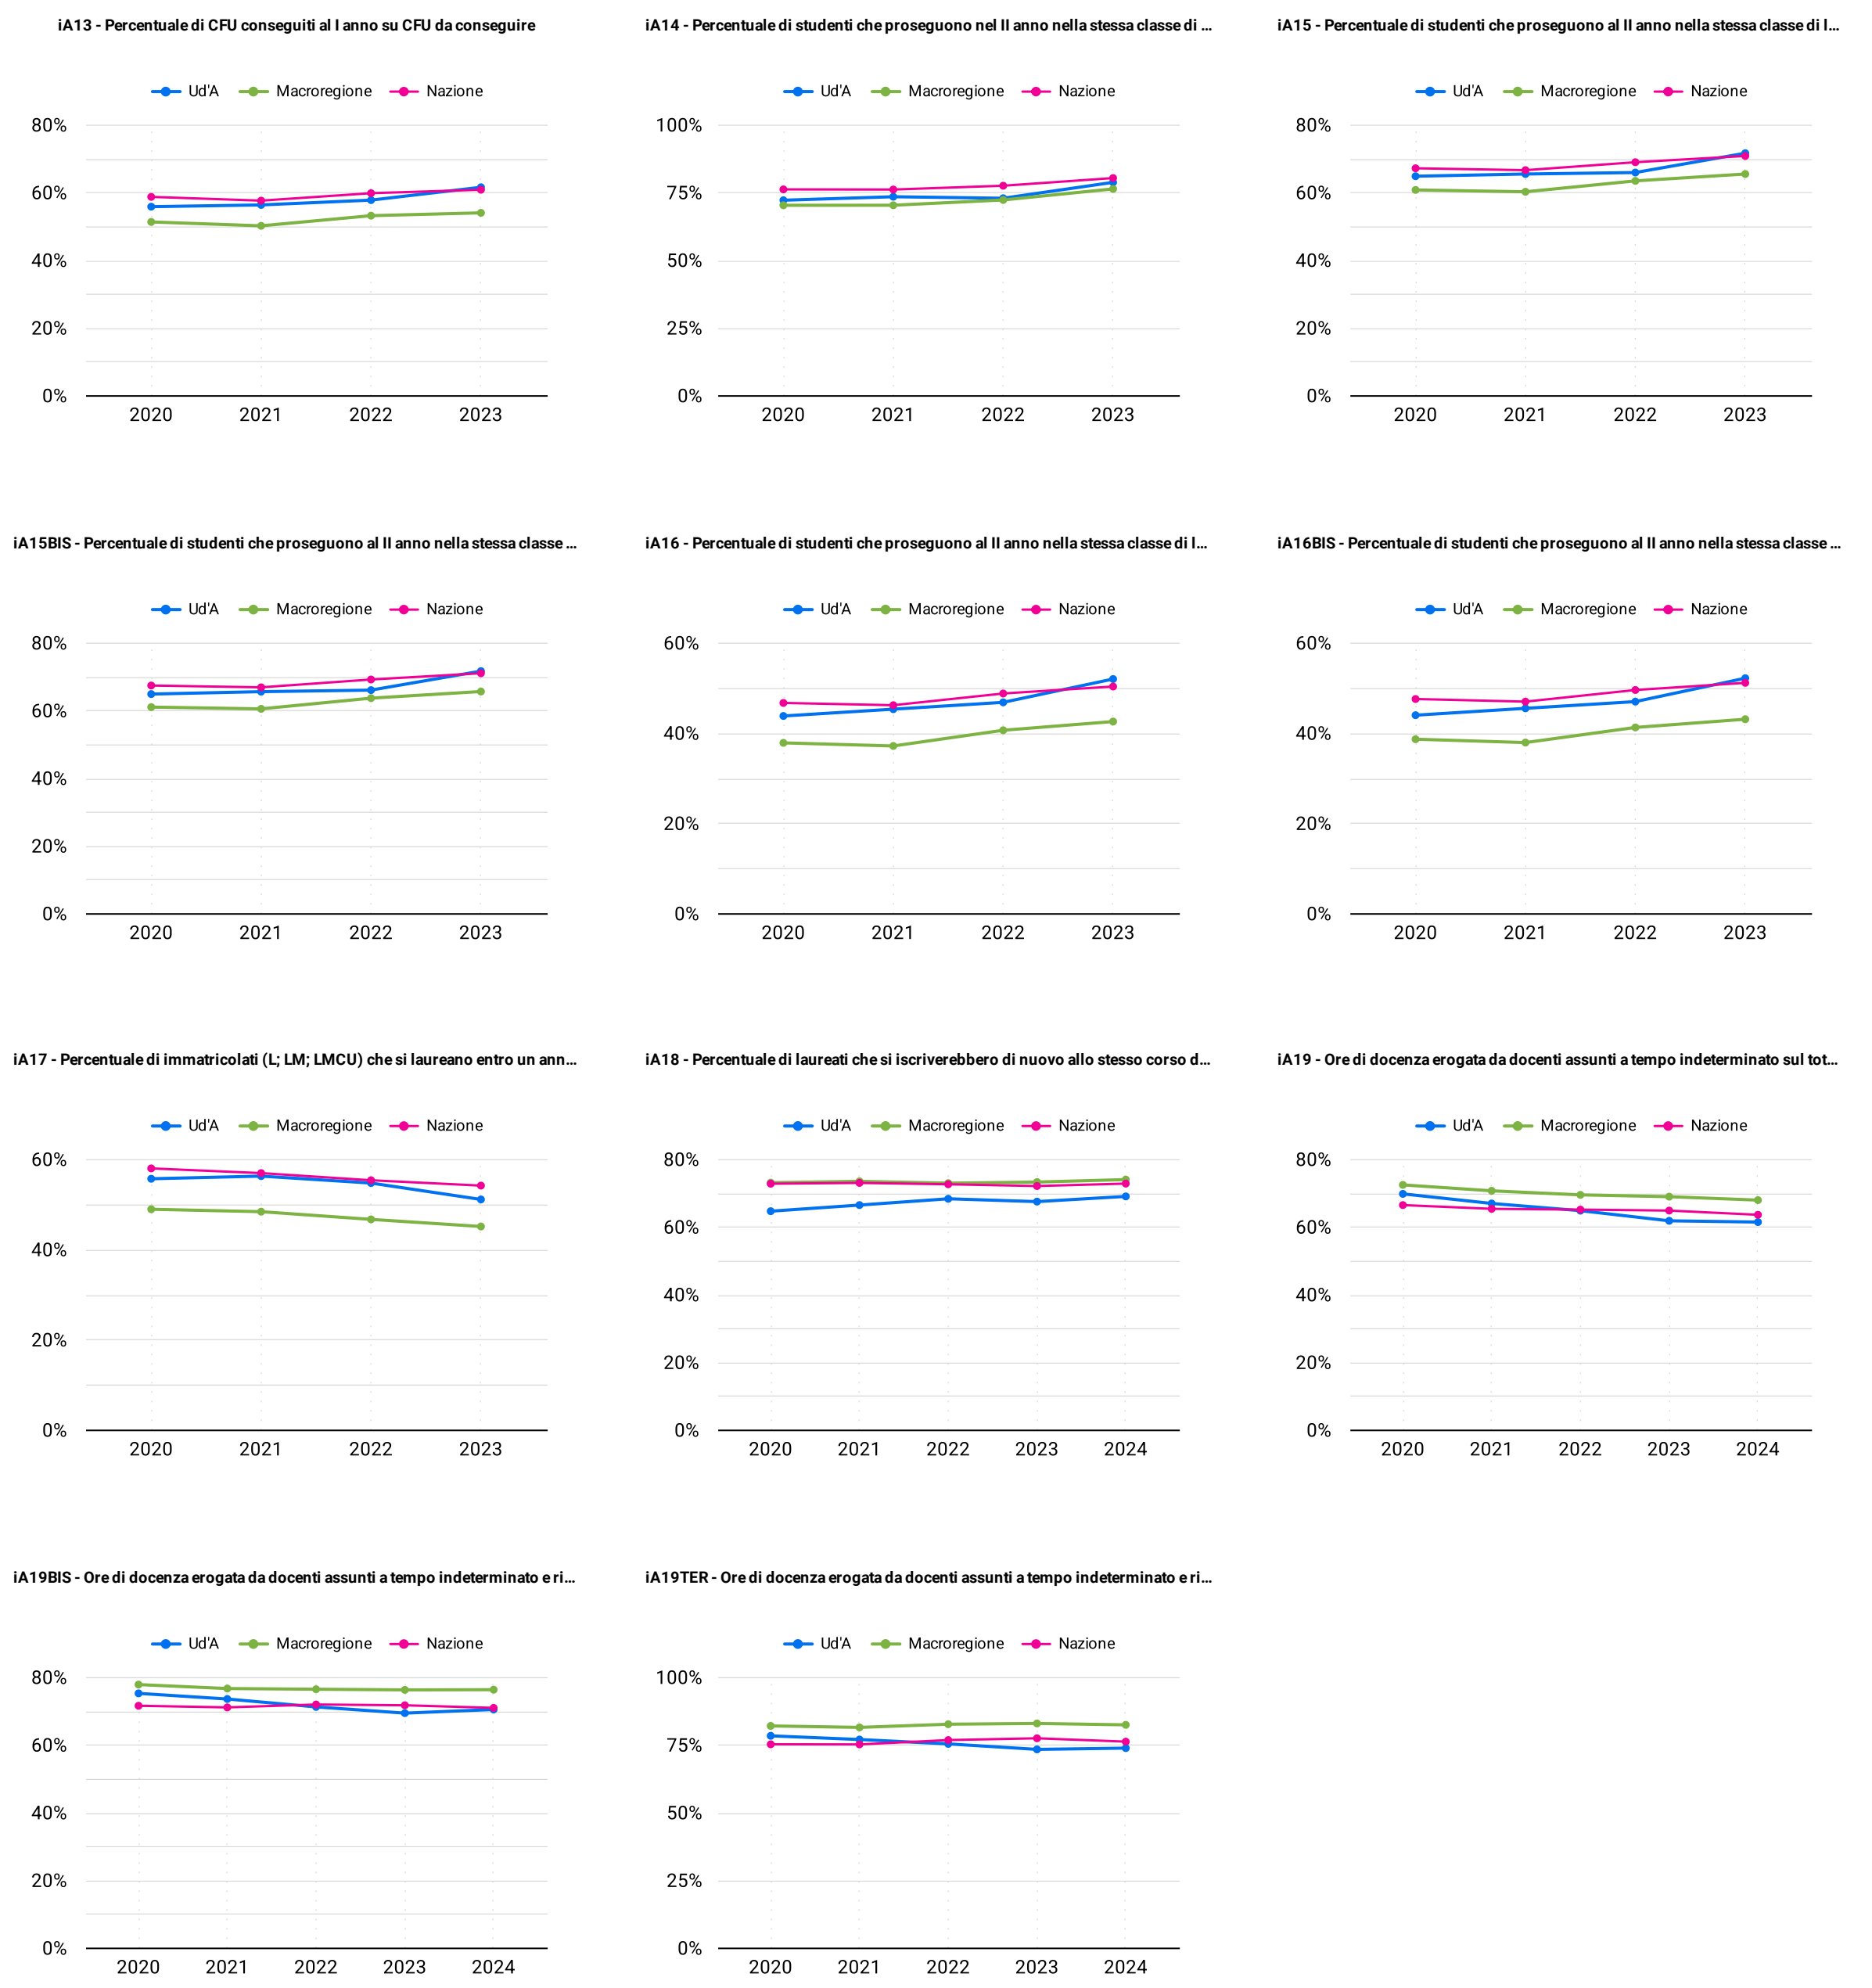 iA13 - Percentuale di CFU conseguiti al I anno su CFU da conseguire
Ud'A Macroregione Nazione
80%
60%
40%
20%
0%
2020 2021 2022 2023
iA14 - Percentuale di studenti che proseguono nel II anno nella stessa classe di ...
Ud'A Macroregione Nazione
100%
75%
50%
25%
0%
2020 2021 2022 2023
iA15 - Percentuale di studenti che proseguono al II anno nella stessa classe di l...
Ud'A Macroregione Nazione
80%
60%
40%
20%
0%
2020 2021 2022 2023
iA15BIS - Percentuale di studenti che proseguono al II anno nella stessa classe ...
Ud'A Macroregione Nazione
80%
60%
40%
20%
0%
2020 2021 2022 2023
iA16 - Percentuale di studenti che proseguono al II anno nella stessa classe di l...
Ud'A Macroregione Nazione
60%
40%
20%
0%
2020 2021 2022 2023
iA16BIS - Percentuale di studenti che proseguono al II anno nella stessa classe ...
Ud'A Macroregione Nazione
60%
40%
20%
0%
2020 2021 2022 2023
iA17 - Percentuale di immatricolati (L; LM; LMCU) che si laureano entro un ann...
Ud'A Macroregione Nazione
60%
40%
20%
0%
2020 2021 2022 2023
iA18 - Percentuale di laureati che si iscriverebbero di nuovo allo stesso corso d...
Ud'A Macroregione Nazione
80%
60%
40%
20%
0%
2020 2021 2022 2023 2024
iA19 - Ore di docenza erogata da docenti assunti a tempo indeterminato sul tot...
Ud'A Macroregione Nazione
80%
60%
40%
20%
0%
2020 2021 2022 2023 2024
iA19BIS - Ore di docenza erogata da docenti assunti a tempo indeterminato e ri...
Ud'A Macroregione Nazione
80%
60%
40%
20%
0%
2020 2021 2022 2023 2024
iA19TER - Ore di docenza erogata da docenti assunti a tempo indeterminato e ri...
Ud'A Macroregione Nazione
100%
75%
50%
25%
0%
2020 2021 2022 2023 2024